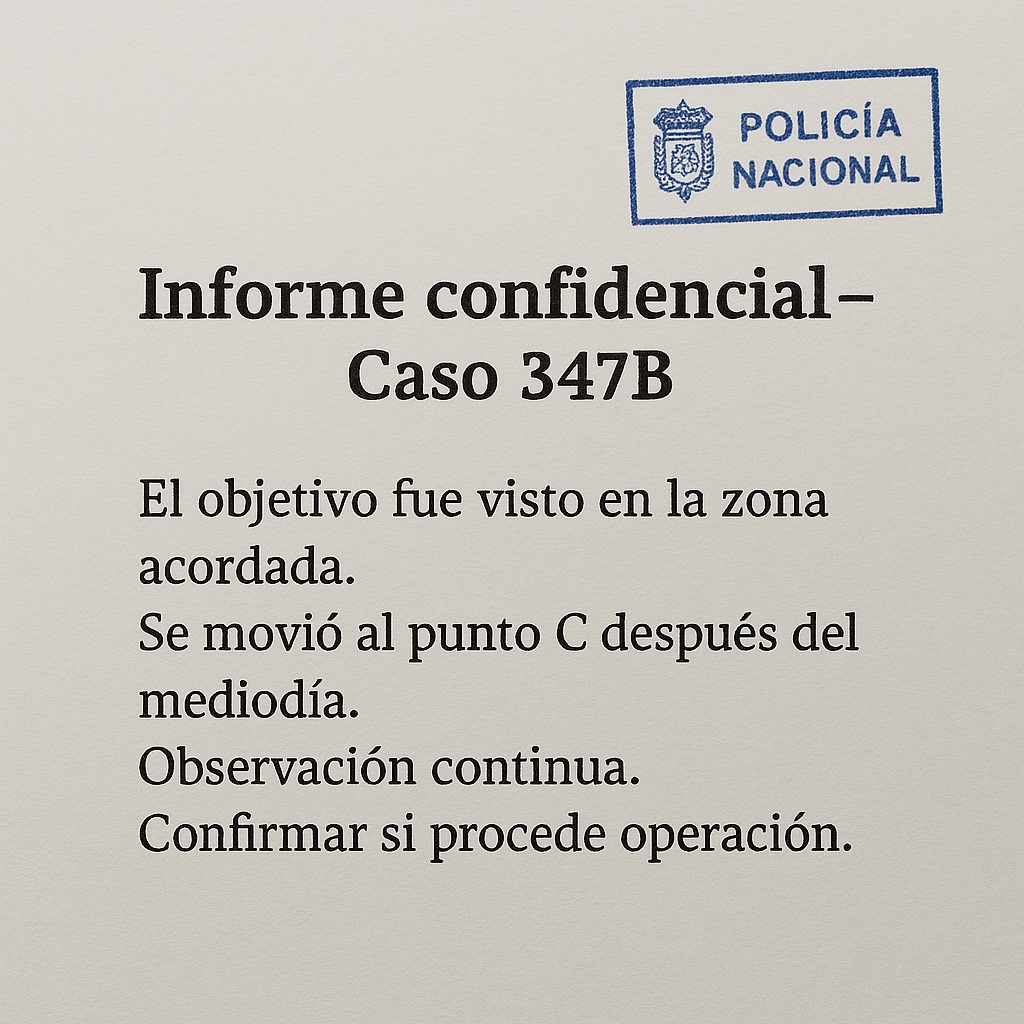 POLICÍA
NACIONAL
Informe confidencial–
Caso 347B
El objetivo fue visto en la zona
acordada.
Se movió al punto C después del
mediodía.
Observación continua.
Confirmar si procede operación.